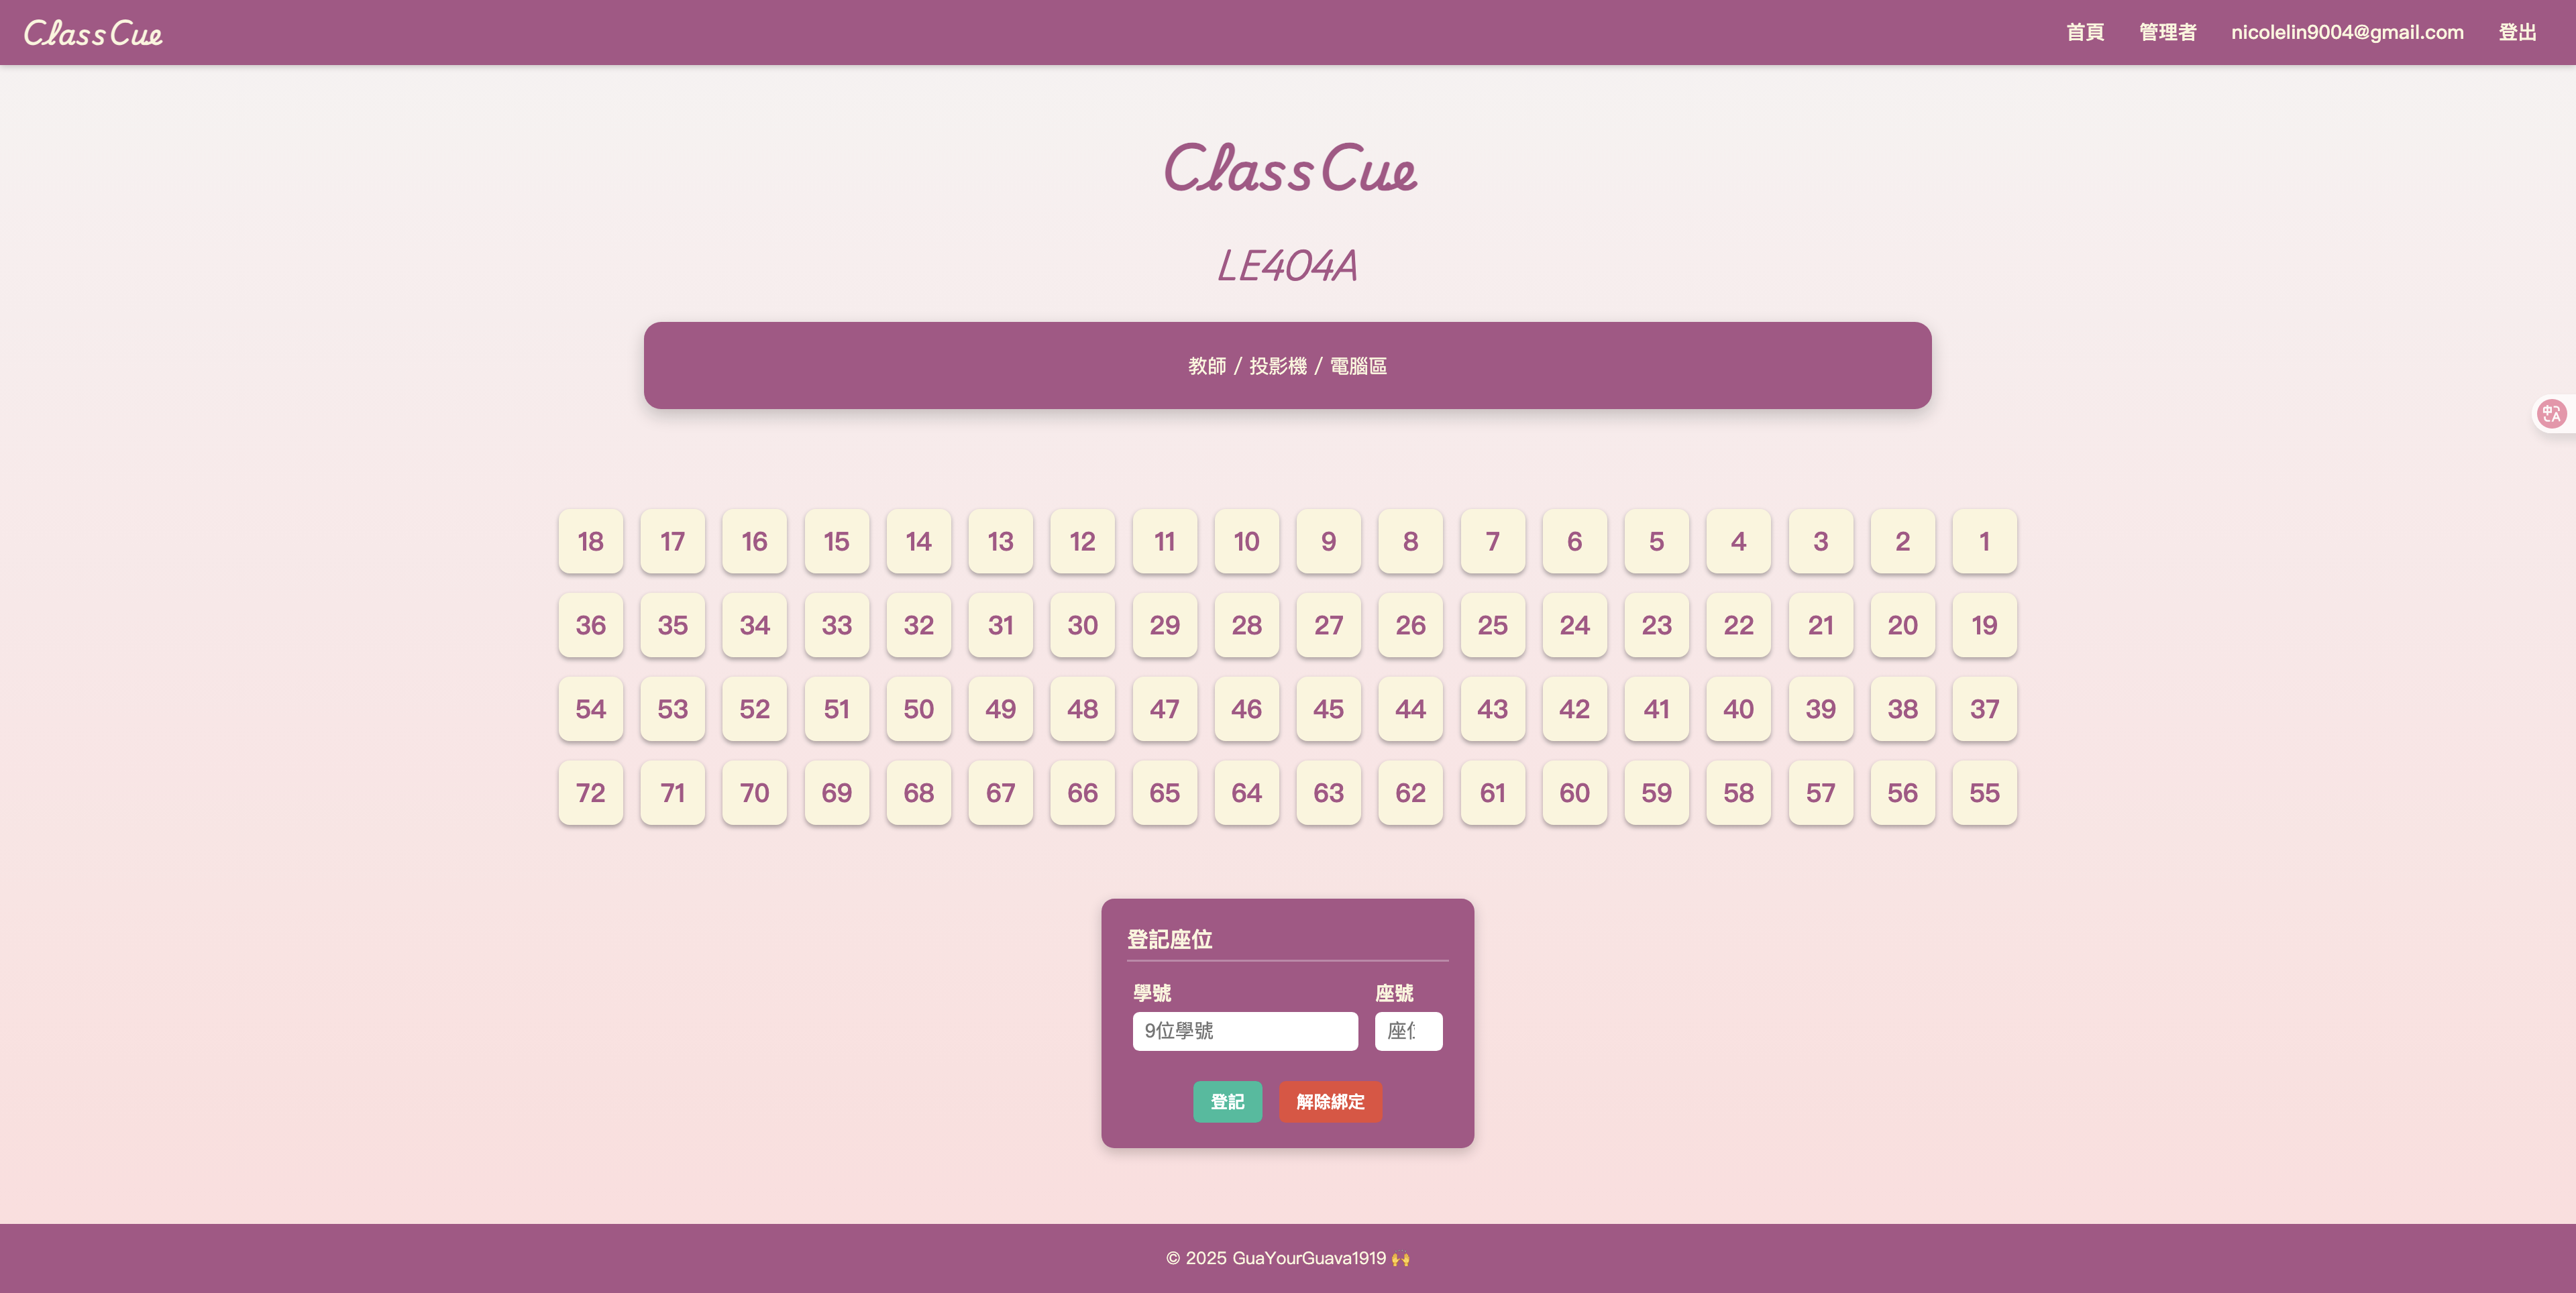 ClassCue 首頁 管理者 nicolelin9004@gmail.com 登出
ClassCue
LE404A
教師 / 投影機 / 電腦區
18 17 16 15 14 13 12 11 10 9 8 7 6 5 4 3 2 1
36 35 34 33 32 31 30 29 28 27 26 25 24 23 22 21 20 19
54 53 52 51 50 49 48 47 46 45 44 43 42 41 40 39 38 37
72 71 70 69 68 67 66 65 64 63 62 61 60 59 58 57 56 55
登記座位
學號 座號
9位學號 座
登記 解除綁定
© 2025 GuaYourGuava1919 🙌